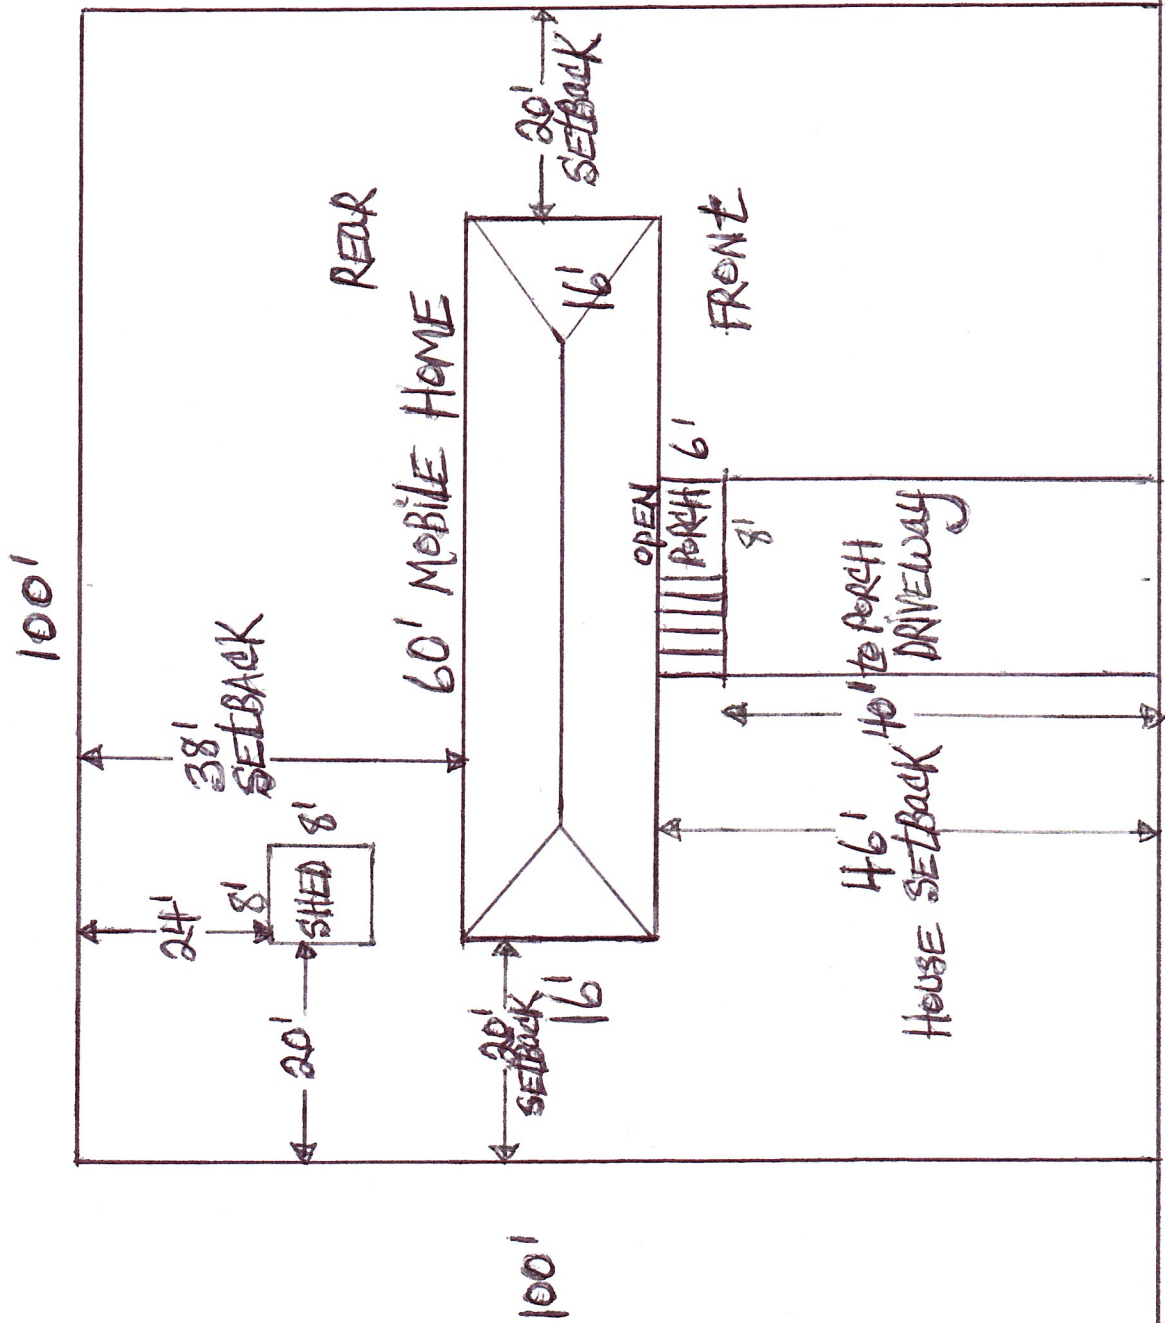 100'
24'
38'
SETBACK
8'
SHED
8'
20'
REAR
60' MOBILE HOME
20'
SETBACK
16'
20'
SETBACK
16'
100'
OPEN
PORCH
6'
8'
FRONT
46'
HOUSE SETBACK
40' to PORCH
DRIVEWAY